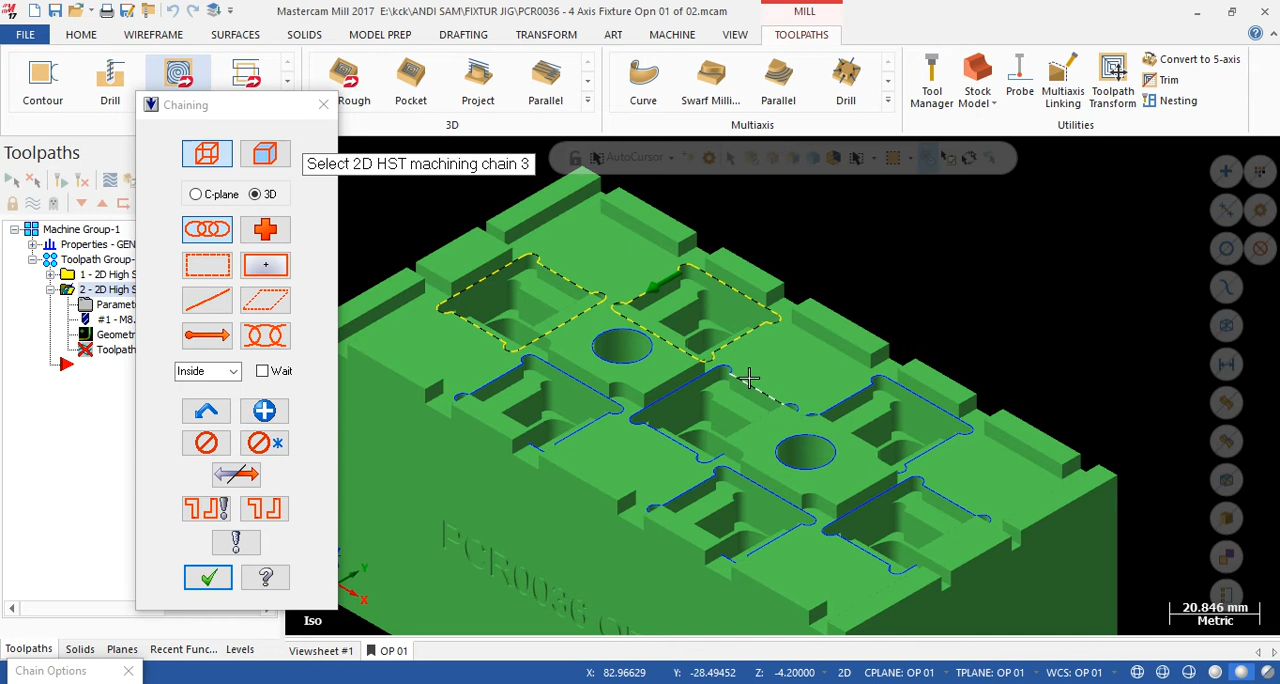 Mastercam Mill 2017 E:\kck\ANDI SAM\FIXTUR JIG\PCR0036 - 4 Axis Fixture Opn 01 of 02.mcam
MILL
FILE HOME WIREFRAME SURFACES SOLIDS MODEL PREP DRAFTING TRANSFORM ART MACHINE VIEW TOOLPATHS
Contour Drill
Rough Pocket Project Parallel
3D
Curve Swarf Milli... Parallel Drill
Multiaxis
Tool Manager
Stock Model
Probe
Multiaxis Linking
Toolpath Transform
Convert to 5-axis
Trim
Nesting
Utilities
Chaining
Select 2D HST machining chain 3
AutoCursor
C-plane 3D
Inside
Wait
Toolpaths
Machine Group-1
Properties - GEN
Toolpath Group-
1 - 2D High S
2 - 2D High S
Paramet
#1 - M8.
Geomet
Toolpath
PCR0036 OP
Y
X
Iso
20.846 mm
Metric
Toolpaths Solids Planes Recent Func... Levels
Viewsheet #1 OP 01
Chain Options
X: 82.96629 Y: -28.49452 Z: -4.20000 2D CPLANE: OP 01 TPLANE: OP 01 WCS: OP 01